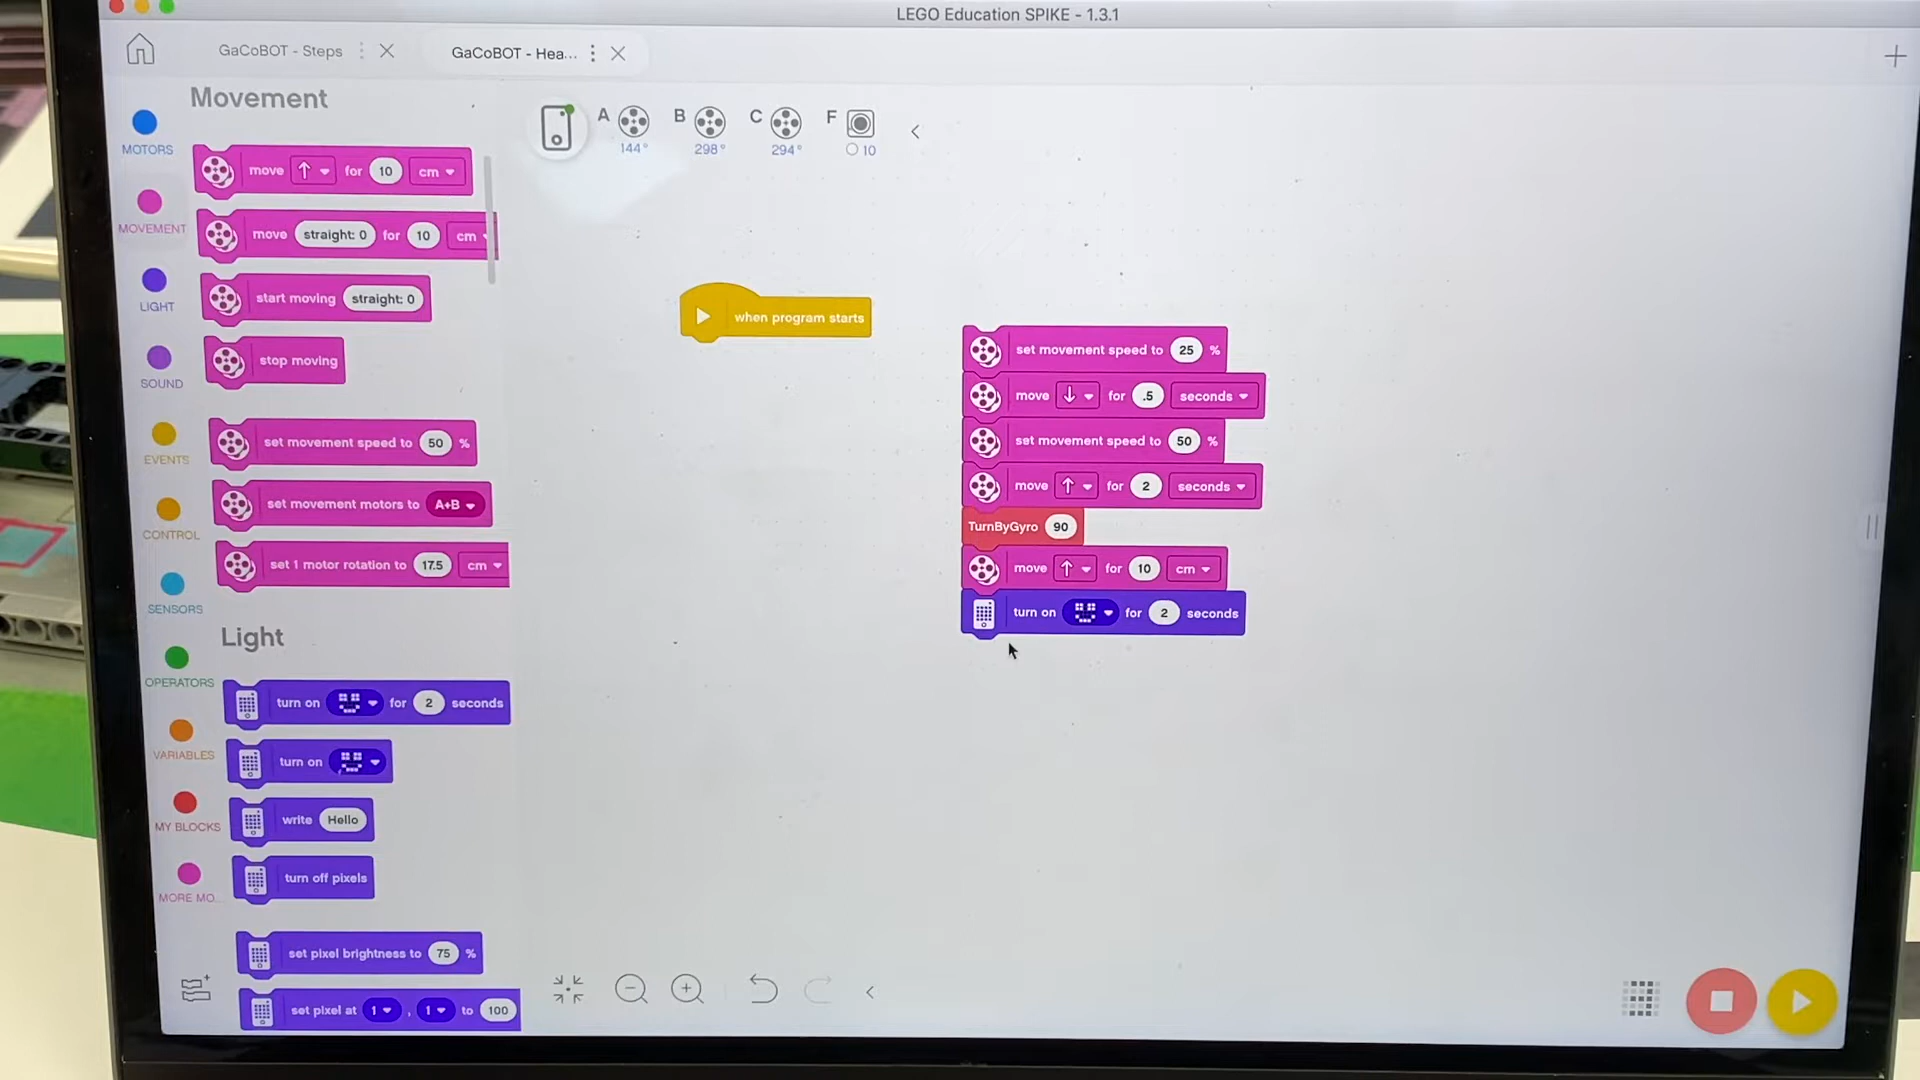 LEGO Education SPIKE - 1.3.1
GaCoBOT - Steps
GaCoBOT - Hea...
Movement
A
144°
B
298°
C
294°
F
10
MOTORS
MOVEMENT
LIGHT
SOUND
EVENTS
CONTROL
SENSORS
OPERATORS
VARIABLES
MY BLOCKS
MORE MO...
move ↑ for 10 cm
move straight: 0 for 10 cm
start moving straight: 0
stop moving
set movement speed to 50 %
set movement motors to A+B
set 1 motor rotation to 17.5 cm
Light
turn on for 2 seconds
turn on
write Hello
turn off pixels
set pixel brightness to 75 %
set pixel at 1 , 1 to 100
when program starts
set movement speed to 25 %
move ↓ for .5 seconds
set movement speed to 50 %
move ↑ for 2 seconds
TurnByGyro 90
move ↑ for 10 cm
turn on for 2 seconds